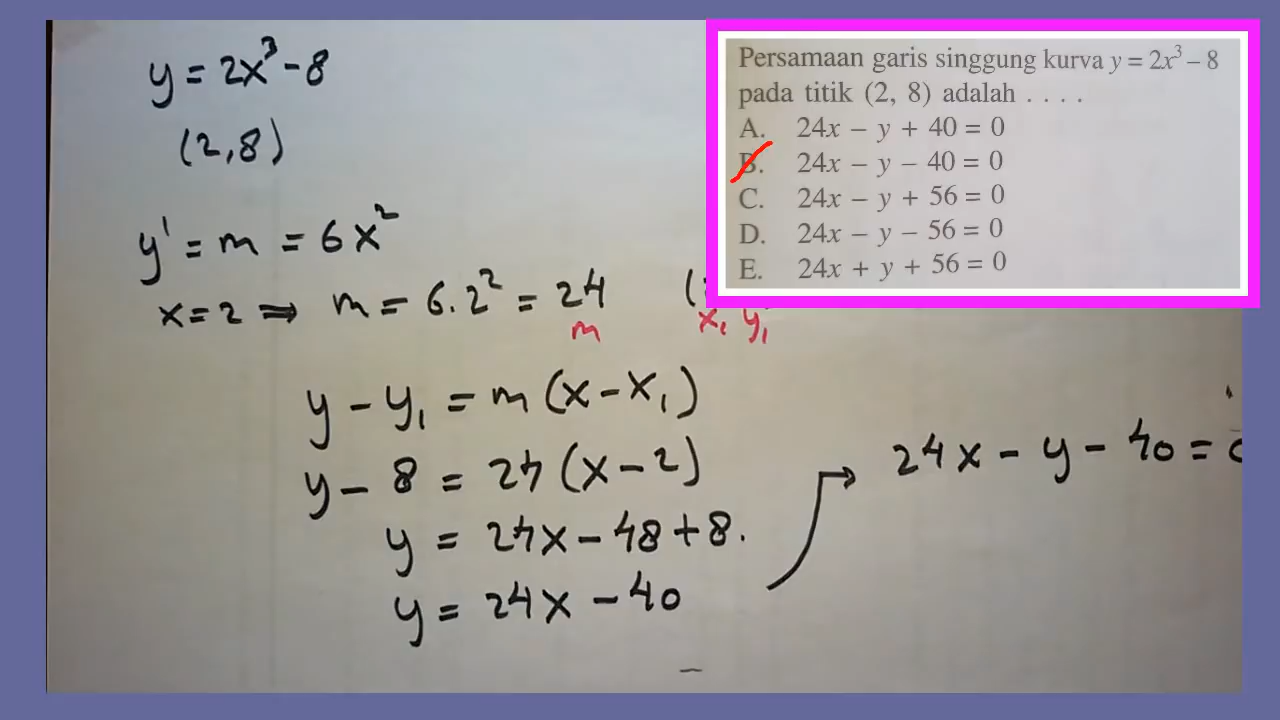 y = 2x³ - 8
(2,8)
y' = m = 6x²
x = 2 ⇒ m = 6.2² = 24 (
m
x₁ y₁
y - y₁ = m (x - x₁)
y - 8 = 24 (x - 2)
y = 24x - 48 + 8.
y = 24x - 40
→ 24x - y - 40 = 0
Persamaan garis singgung kurva y = 2x³ – 8
pada titik (2, 8) adalah . . . .
A. 24x – y + 40 = 0
B. 24x – y – 40 = 0
C. 24x – y + 56 = 0
D. 24x – y – 56 = 0
E. 24x + y + 56 = 0